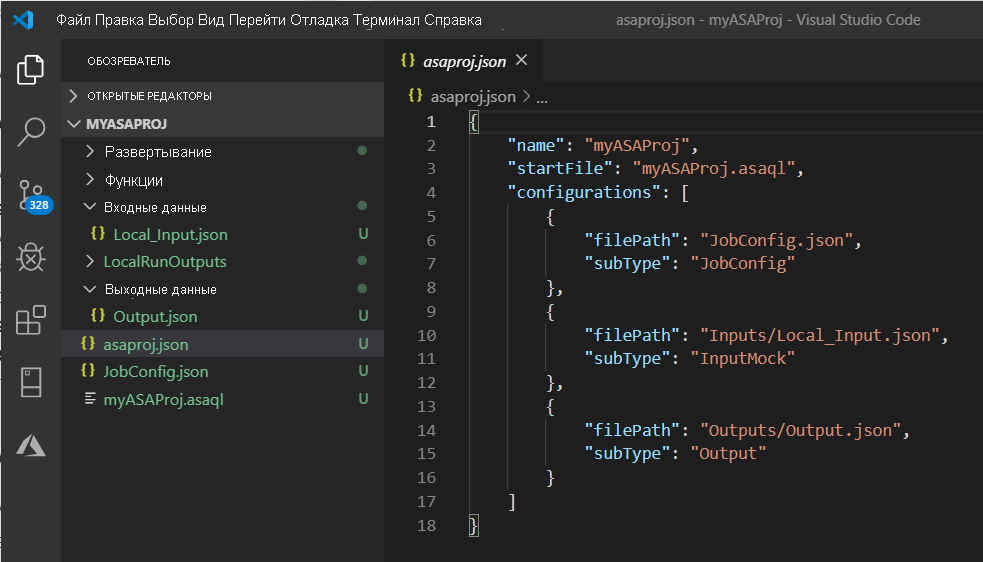 Файл Правка Выбор Вид Перейти Отладка Терминал Справка
asaproj.json - myASAProj - Visual Studio Code
ОБОЗРЕВАТЕЛЬ
ОТКРЫТЫЕ РЕДАКТОРЫ
MYASAPROJ
Развертывание
Функции
Входные данные
{} Local_Input.json U
LocalRunOutputs
Выходные данные
{} Output.json U
{} asaproj.json U
{} JobConfig.json U
myASAProj.asaql U
328
{} asaproj.json ×
{} asaproj.json > ...
1 {
2 "name": "myASAProj",
3 "startFile": "myASAProj.asaql",
4 "configurations": [
5 {
6 "filePath": "JobConfig.json",
7 "subType": "JobConfig"
8 },
9 {
10 "filePath": "Inputs/Local_Input.json",
11 "subType": "InputMock"
12 },
13 {
14 "filePath": "Outputs/Output.json",
15 "subType": "Output"
16 }
17 ]
18 }